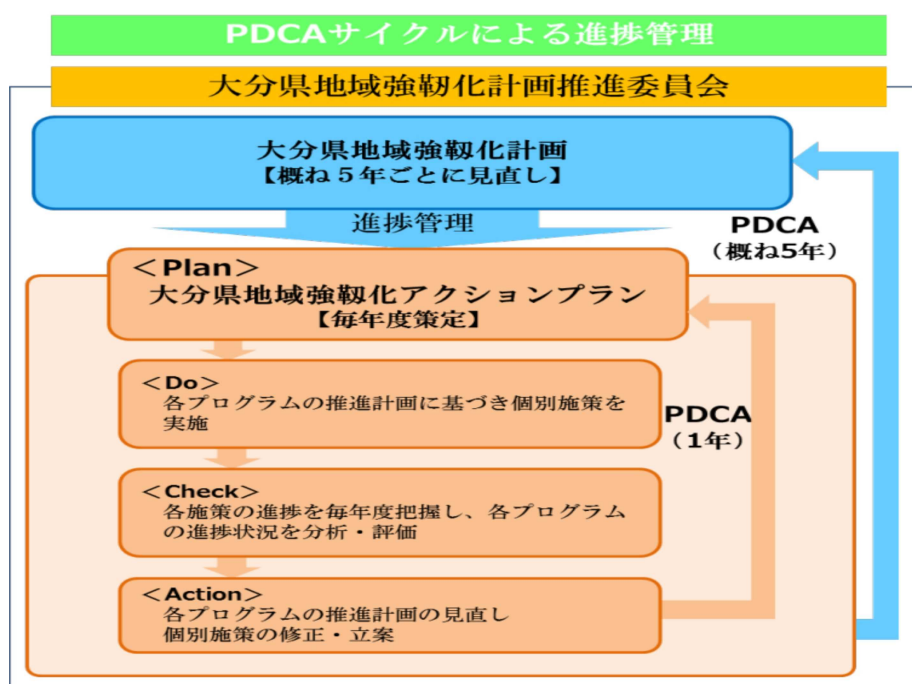 PDCAサイクルによる進捗管理
大分県地域強靱化計画推進委員会
大分県地域強靱化計画
【概ね５年ごとに見直し】
進捗管理
PDCA
（概ね5年）
＜Plan＞
大分県地域強靱化アクションプラン
【毎年度策定】
＜Do＞
各プログラムの推進計画に基づき個別施策を
実施
PDCA
（1年）
＜Check＞
各施策の進捗を毎年度把握し、各プログラム
の進捗状況を分析・評価
＜Action＞
各プログラムの推進計画の見直し
個別施策の修正・立案